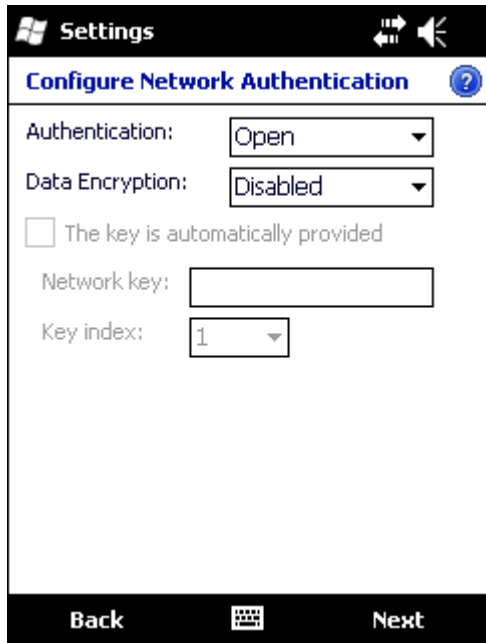 Settings
Configure Network Authentication ?
Authentication: Open
Data Encryption: Disabled
The key is automatically provided
Network key:
Key index: 1
Back Next